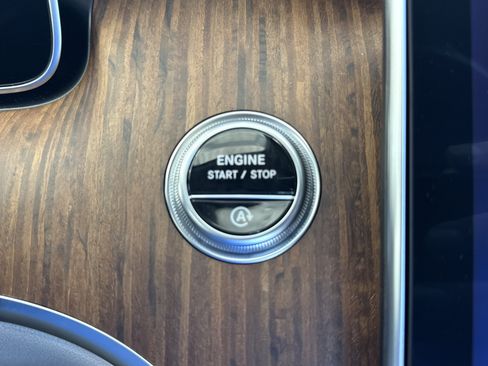 ENGINE
START / STOP
A